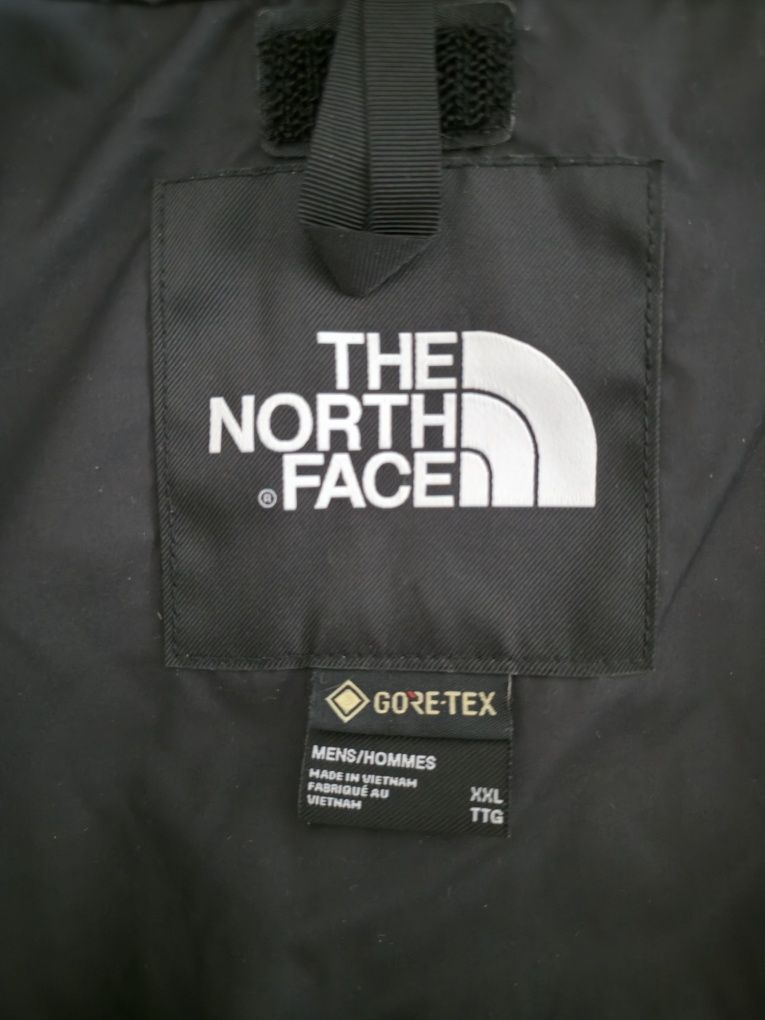 THE
NORTH
® FACE
GORE-TEX
MENS/HOMMES
MADE IN VIETNAM
FABRIQUÉ AU
VIETNAM
XXL
TTG